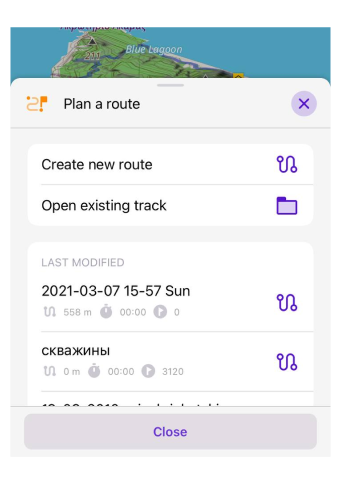 Blue Lagoon
Plan a route
Create new route
Open existing track
LAST MODIFIED
2021-03-07 15-57 Sun
558 m 00:00 0
скважины
0 m 00:00 3120
Close